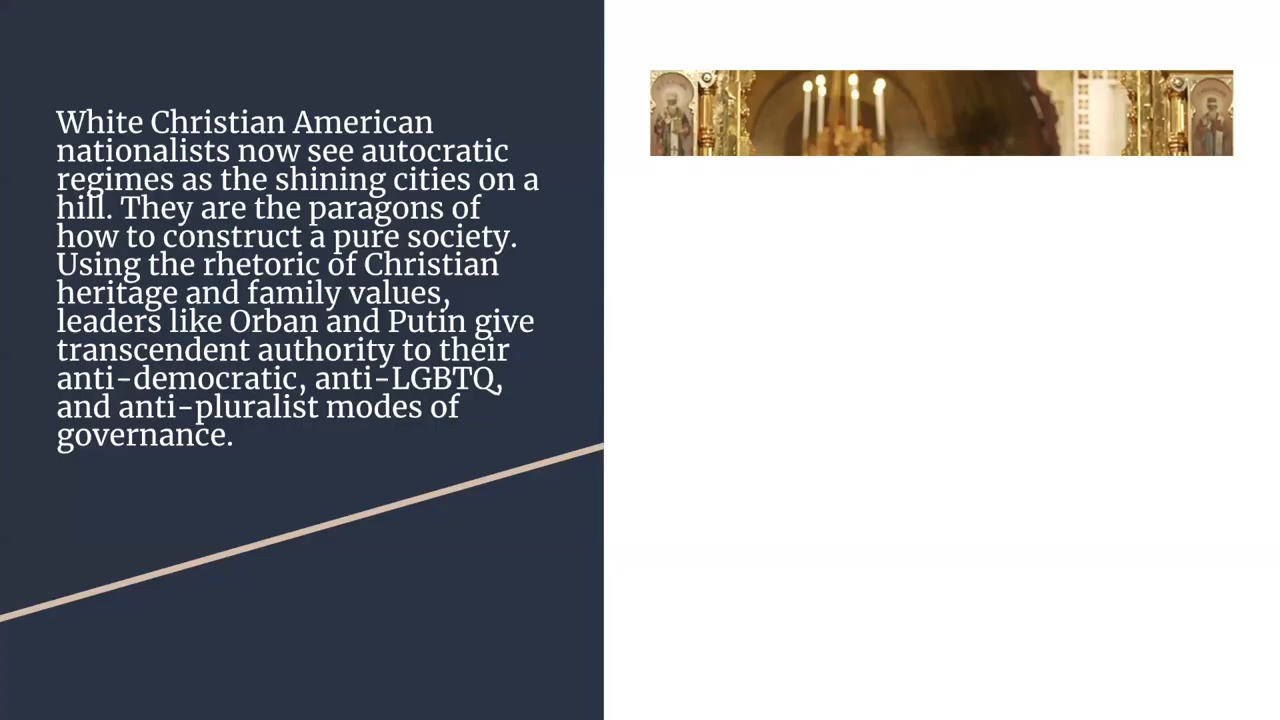 White Christian American
nationalists now see autocratic
regimes as the shining cities on a
hill. They are the paragons of
how to construct a pure society.
Using the rhetoric of Christian
heritage and family values,
leaders like Orban and Putin give
transcendent authority to their
anti-democratic, anti-LGBTQ,
and anti-pluralist modes of
governance.